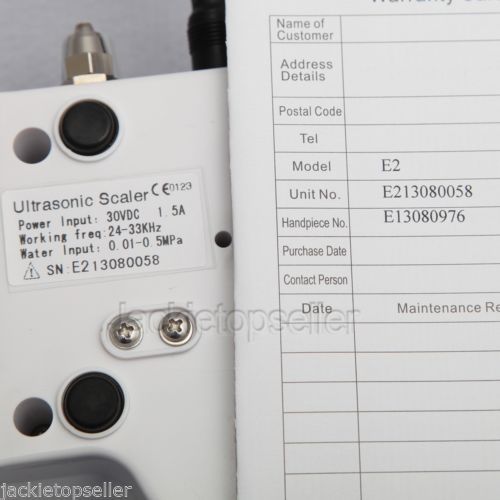 Ultrasonic Scaler CE0123
Power Input: 30VDC 1.5A
Working freq:24-33KHz
Water Input: 0.01-0.5MPa
SN:E213080058
Name of
Customer
Address
Details
Postal Code
Tel
Model E2
Unit No. E213080058
Handpiece No. E13080976
Purchase Date
Contact Person
Date Maintenance Re
jackietopseller
jackietopseller